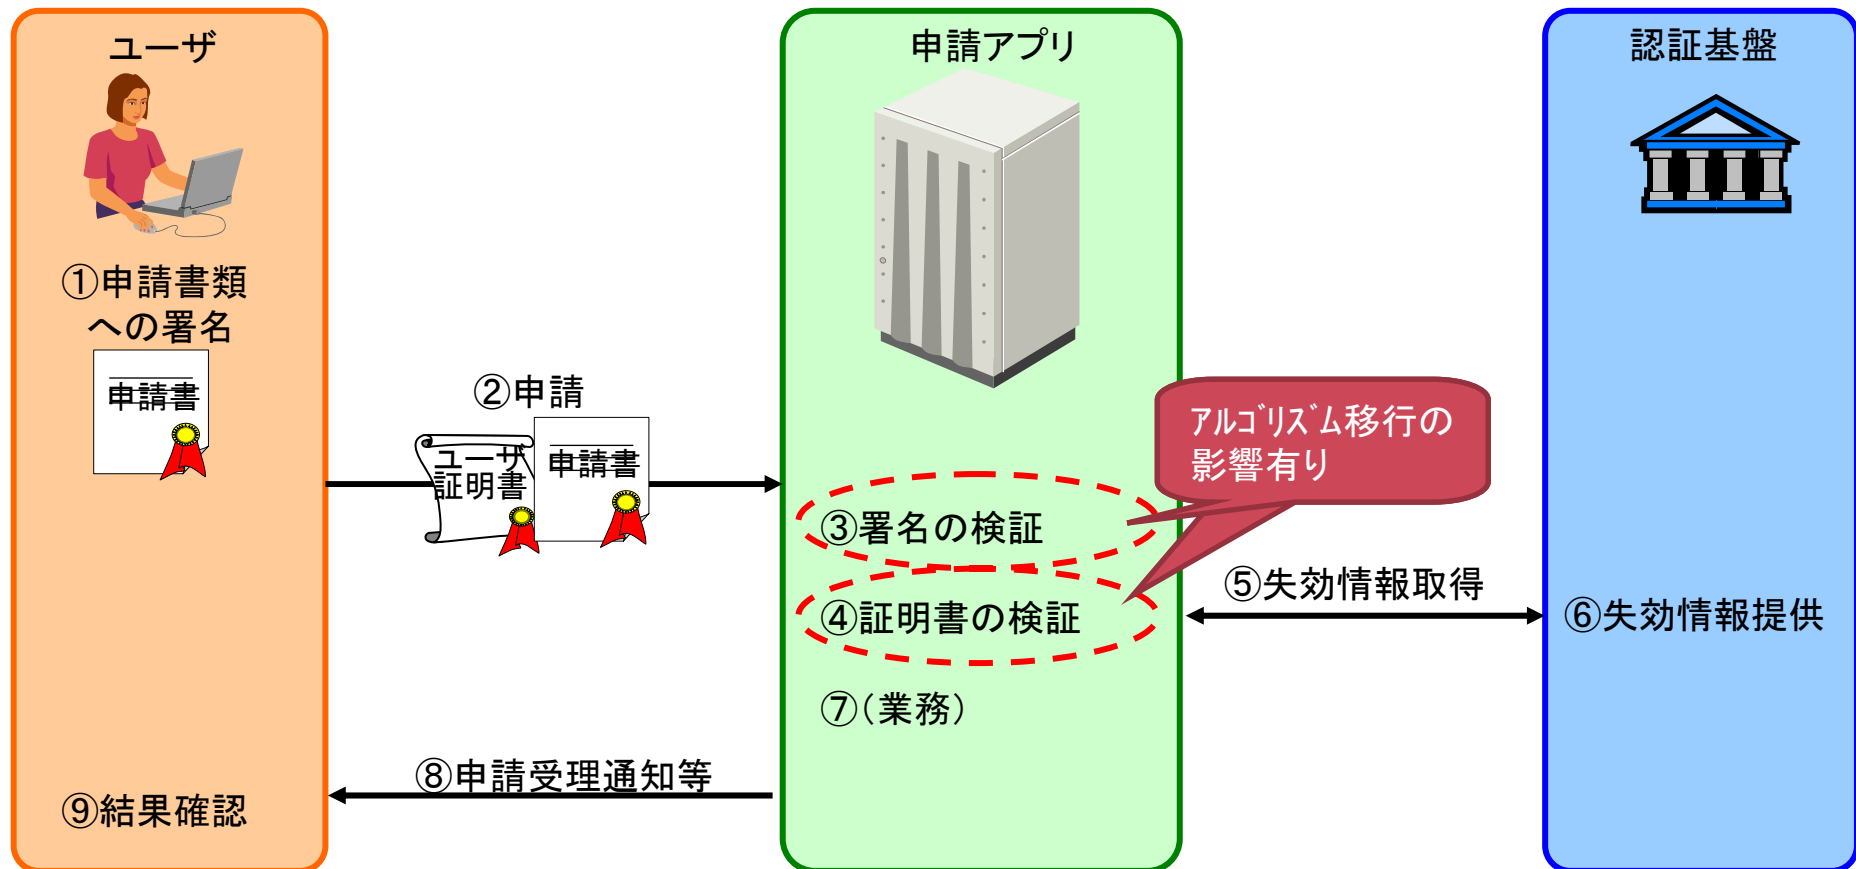 ユーザ
申請アプリ
認証基盤
①申請書類
への署名
申請書
②申請
ユーザ
証明書
申請書
アルゴリズム移行の
影響有り
③署名の検証
④証明書の検証
⑤失効情報取得
⑥失効情報提供
⑦(業務)
⑧申請受理通知等
⑨結果確認